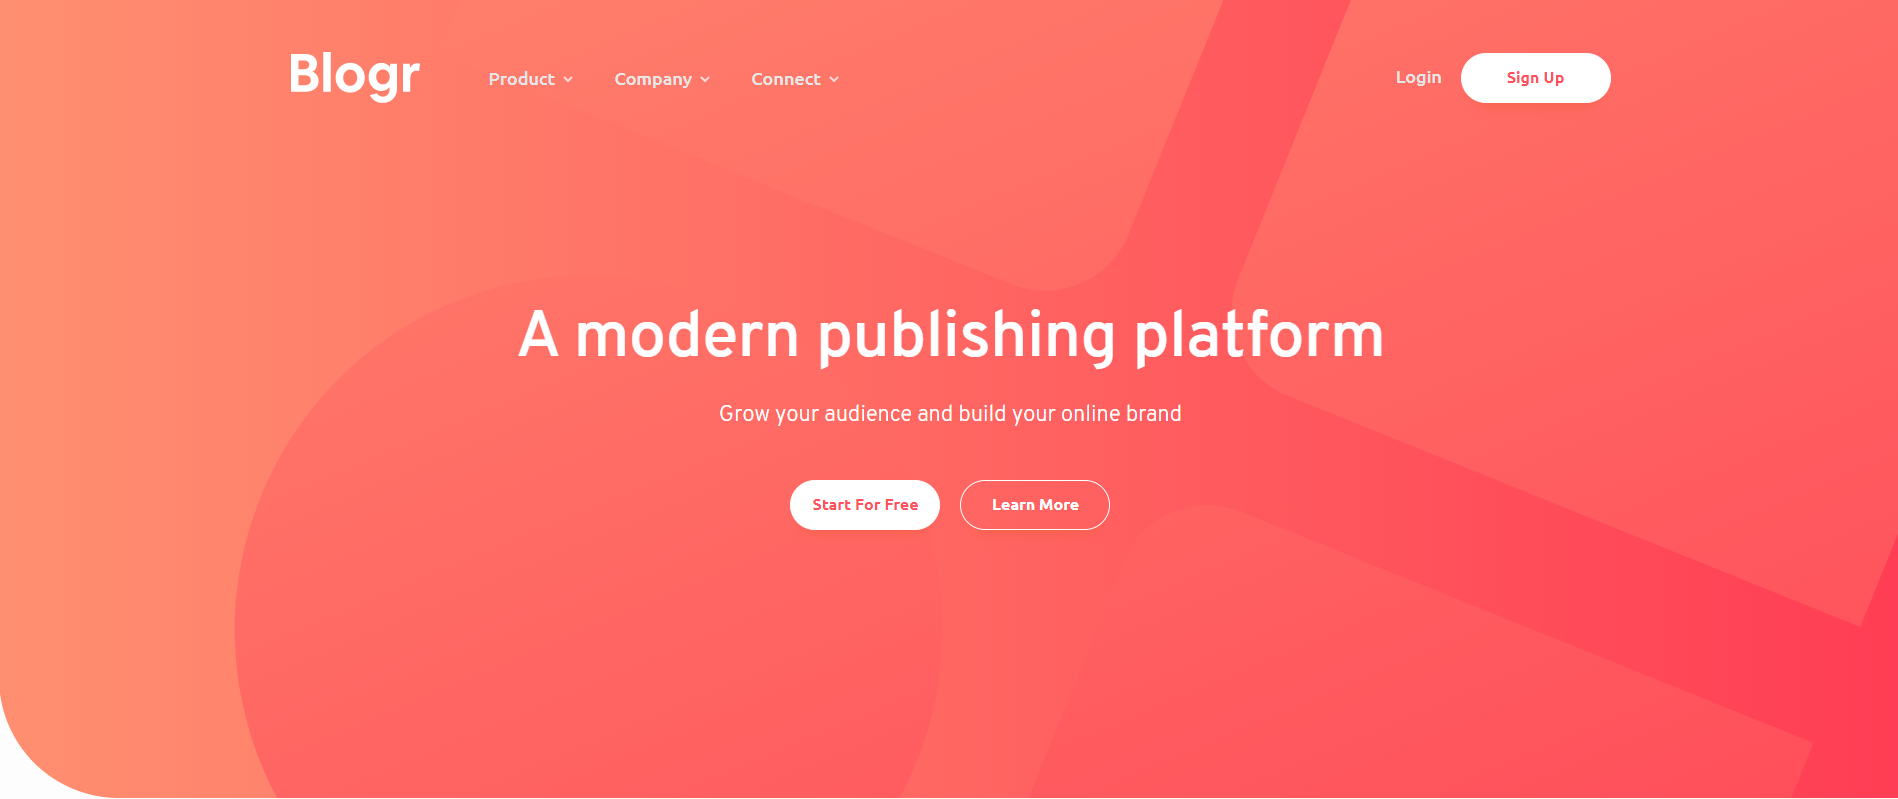 Blogr Product Company Connect Login Sign Up
A modern publishing platform
Grow your audience and build your online brand
Start For Free Learn More